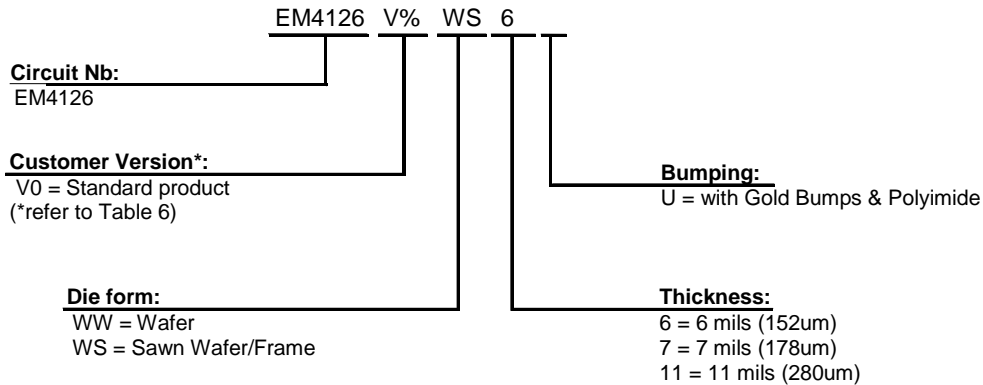 EM4126 V% WS 6
Circuit Nb:
EM4126
Customer Version*:
V0 = Standard product
(*refer to Table 6)
Bumping:
U = with Gold Bumps & Polyimide
Die form:
WW = Wafer
WS = Sawn Wafer/Frame
Thickness:
6 = 6 mils (152um)
7 = 7 mils (178um)
11 = 11 mils (280um)